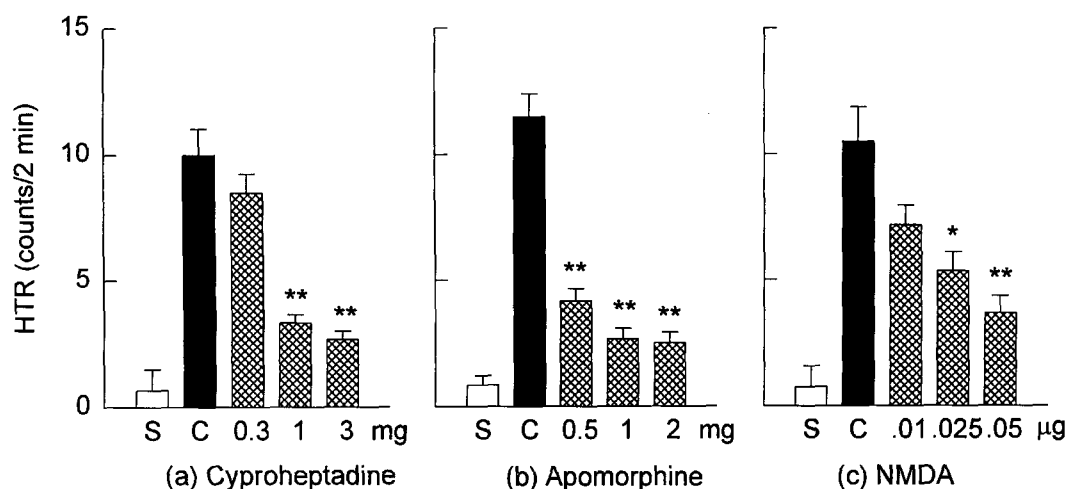 HTR (counts/2 min)
15
10
5
0
**
**
S C 0.3 1 3 mg
(a) Cyproheptadine
**
**
**
S C 0.5 1 2 mg
(b) Apomorphine
*
**
S C .01 .025 .05 µg
(c) NMDA